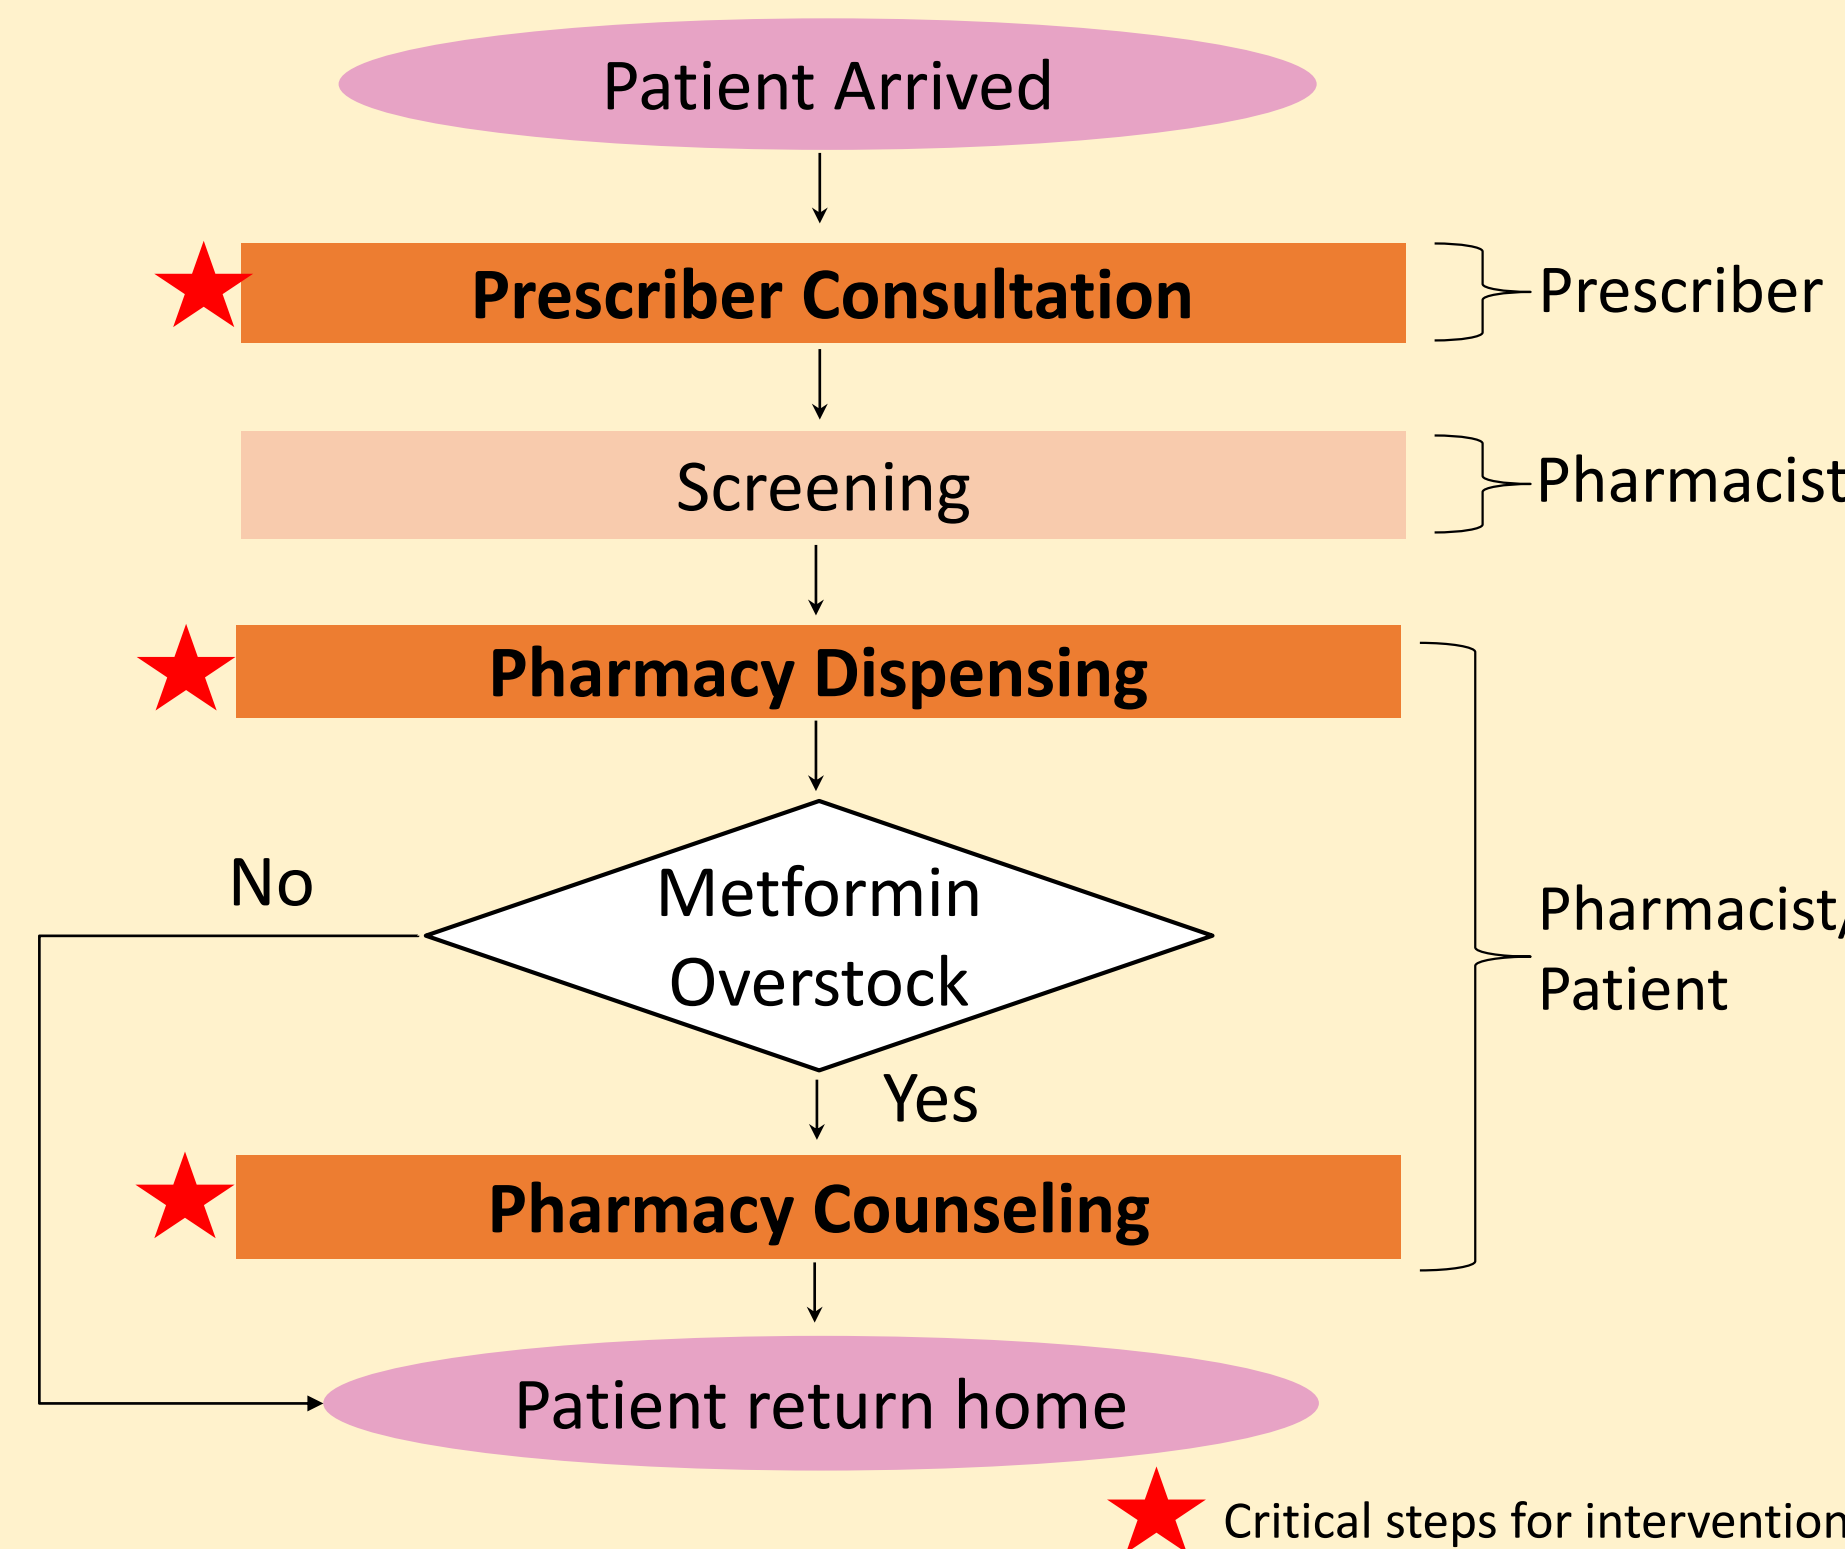 Patient Arrived
Prescriber Consultation
Prescriber
Screening
Pharmacist
Pharmacy Dispensing
No
Metformin
Overstock
Pharmacist/
Patient
Yes
Pharmacy Counseling
Patient return home
Critical steps for intervention